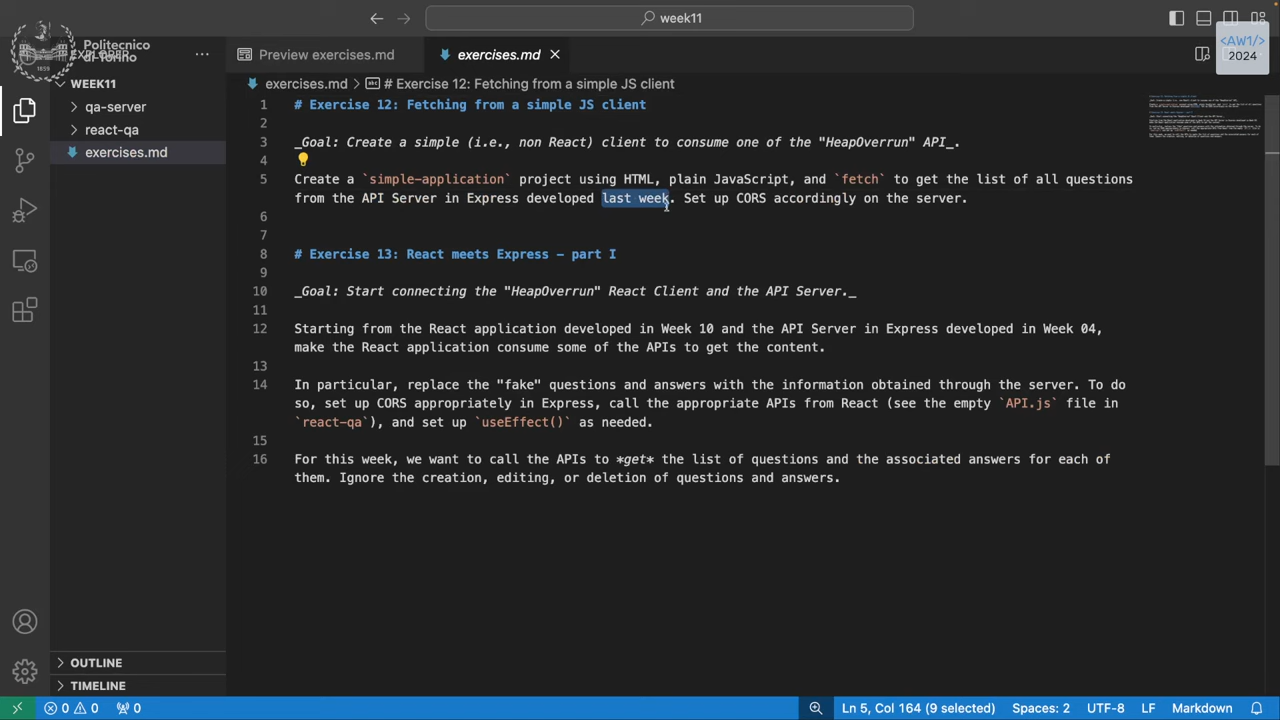 week11
Politecnico
di Torino
Preview exercises.md
exercises.md
<AW1/>
2024
WEEK11
qa-server
react-qa
exercises.md
exercises.md > # Exercise 12: Fetching from a simple JS client
1 # Exercise 12: Fetching from a simple JS client
2
3 _Goal: Create a simple (i.e., non React) client to consume one of the "HeapOverrun" API_.
4
5 Create a `simple-application` project using HTML, plain JavaScript, and `fetch` to get the list of all questions
from the API Server in Express developed last week. Set up CORS accordingly on the server.
6
7
8 # Exercise 13: React meets Express - part I
9
10 _Goal: Start connecting the "HeapOverrun" React Client and the API Server._
11
12 Starting from the React application developed in Week 10 and the API Server in Express developed in Week 04,
make the React application consume some of the APIs to get the content.
13
14 In particular, replace the "fake" questions and answers with the information obtained through the server. To do
so, set up CORS appropriately in Express, call the appropriate APIs from React (see the empty `API.js` file in
`react-qa`), and set up `useEffect()` as needed.
15
16 For this week, we want to call the APIs to *get* the list of questions and the associated answers for each of
them. Ignore the creation, editing, or deletion of questions and answers.
OUTLINE
TIMELINE
0 0 0 Ln 5, Col 164 (9 selected) Spaces: 2 UTF-8 LF Markdown